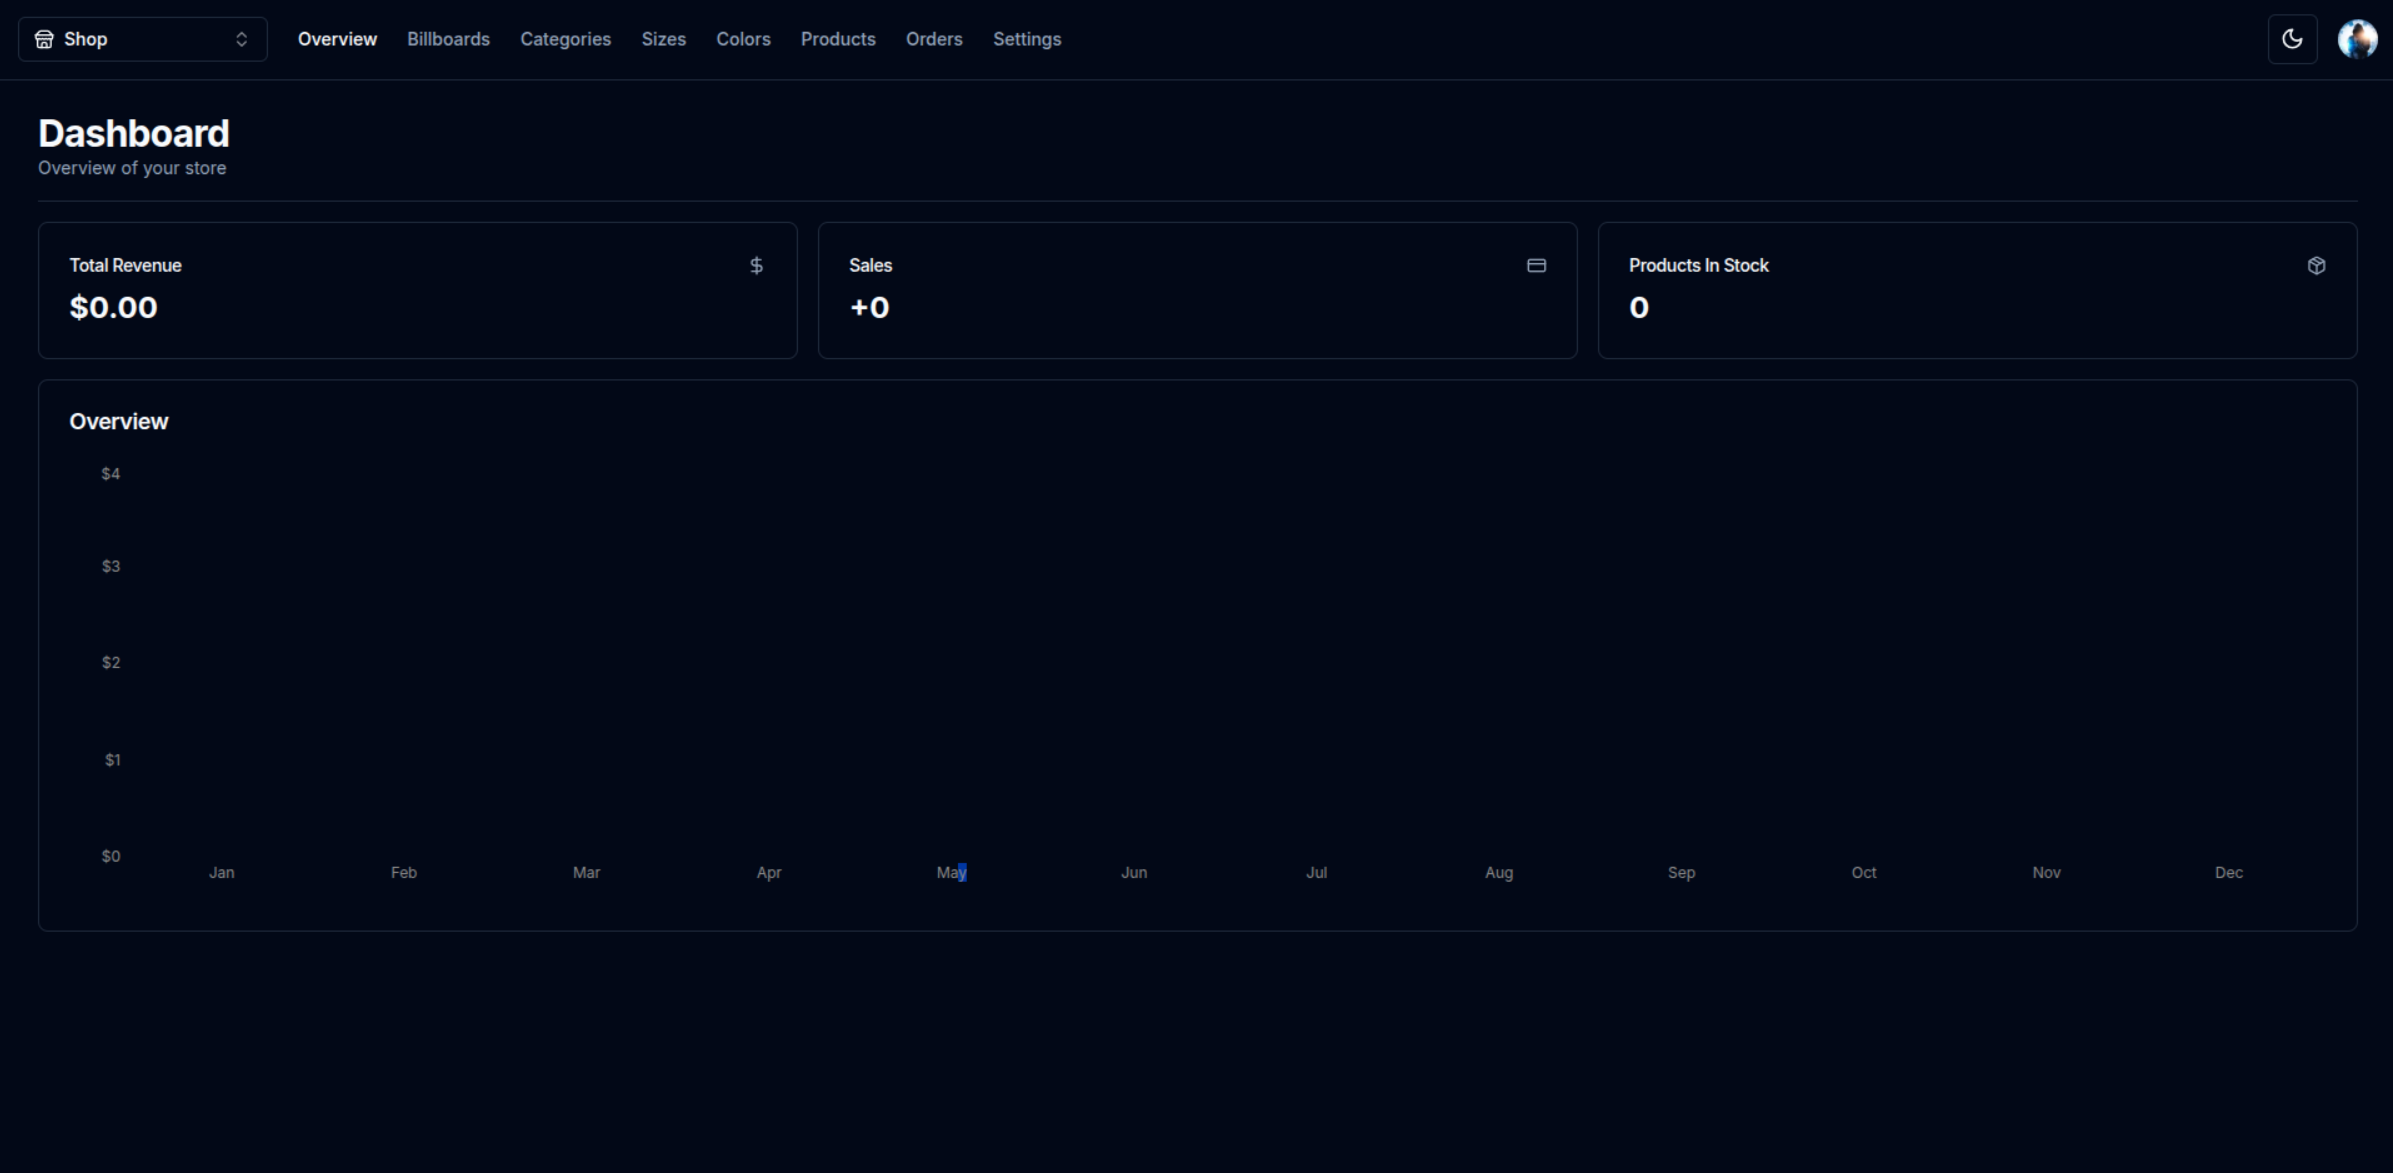 Shop Overview Billboards Categories Sizes Colors Products Orders Settings
Dashboard
Overview of your store
Total Revenue
$0.00
Sales
+0
Products In Stock
0
Overview
$4
$3
$2
$1
$0
Jan Feb Mar Apr May Jun Jul Aug Sep Oct Nov Dec